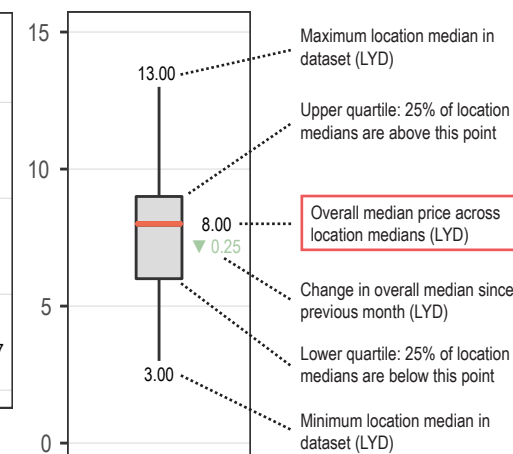 15
10
5
0
13.00
8.00
▼ 0.25
3.00
Maximum location median in
dataset (LYD)
Upper quartile: 25% of location
medians are above this point
Overall median price across
location medians (LYD)
Change in overall median since
previous month (LYD)
Lower quartile: 25% of location
medians are below this point
Minimum location median in
dataset (LYD)